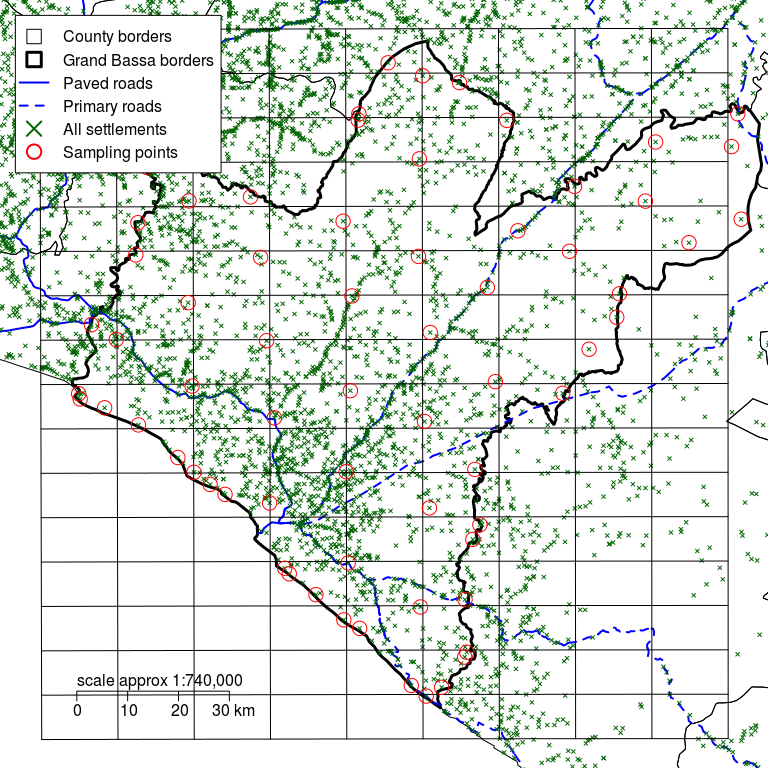 County borders
Grand Bassa borders
Paved roads
Primary roads
All settlements
Sampling points
scale approx 1:740,000
0 10 20 30 km